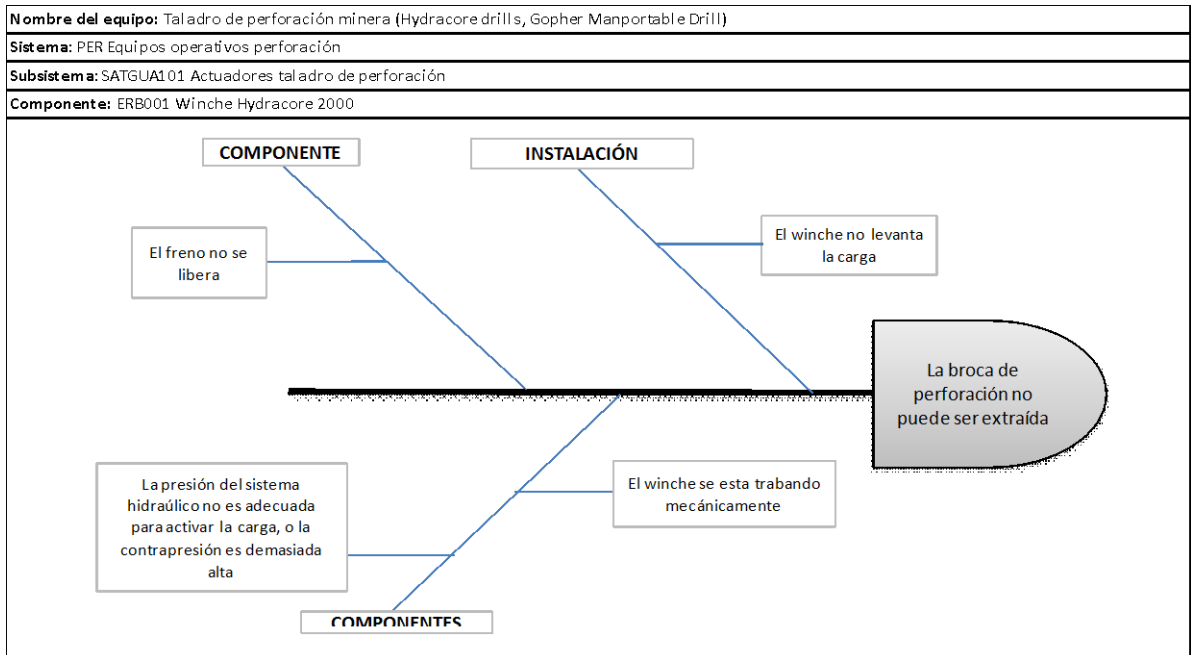 Nombre del equipo: Taladro de perforación minera (Hydracore drills, Gopher Manportable Drill)
Sistema: PER Equipos operativos perforación
Subsistema: SATGUA101 Actuadores taladro de perforación
Componente: ERB001 Winche Hydracore 2000
COMPONENTE
INSTALACIÓN
El freno no se
libera
El winche no levanta
la carga
La broca de
perforación no
puede ser extraída
La presión del sistema
hidraúlico no es adecuada
para activar la carga, o la
contrapresión es demasiada
alta
El winche se esta trabando
mecánicamente
COMPONENTES